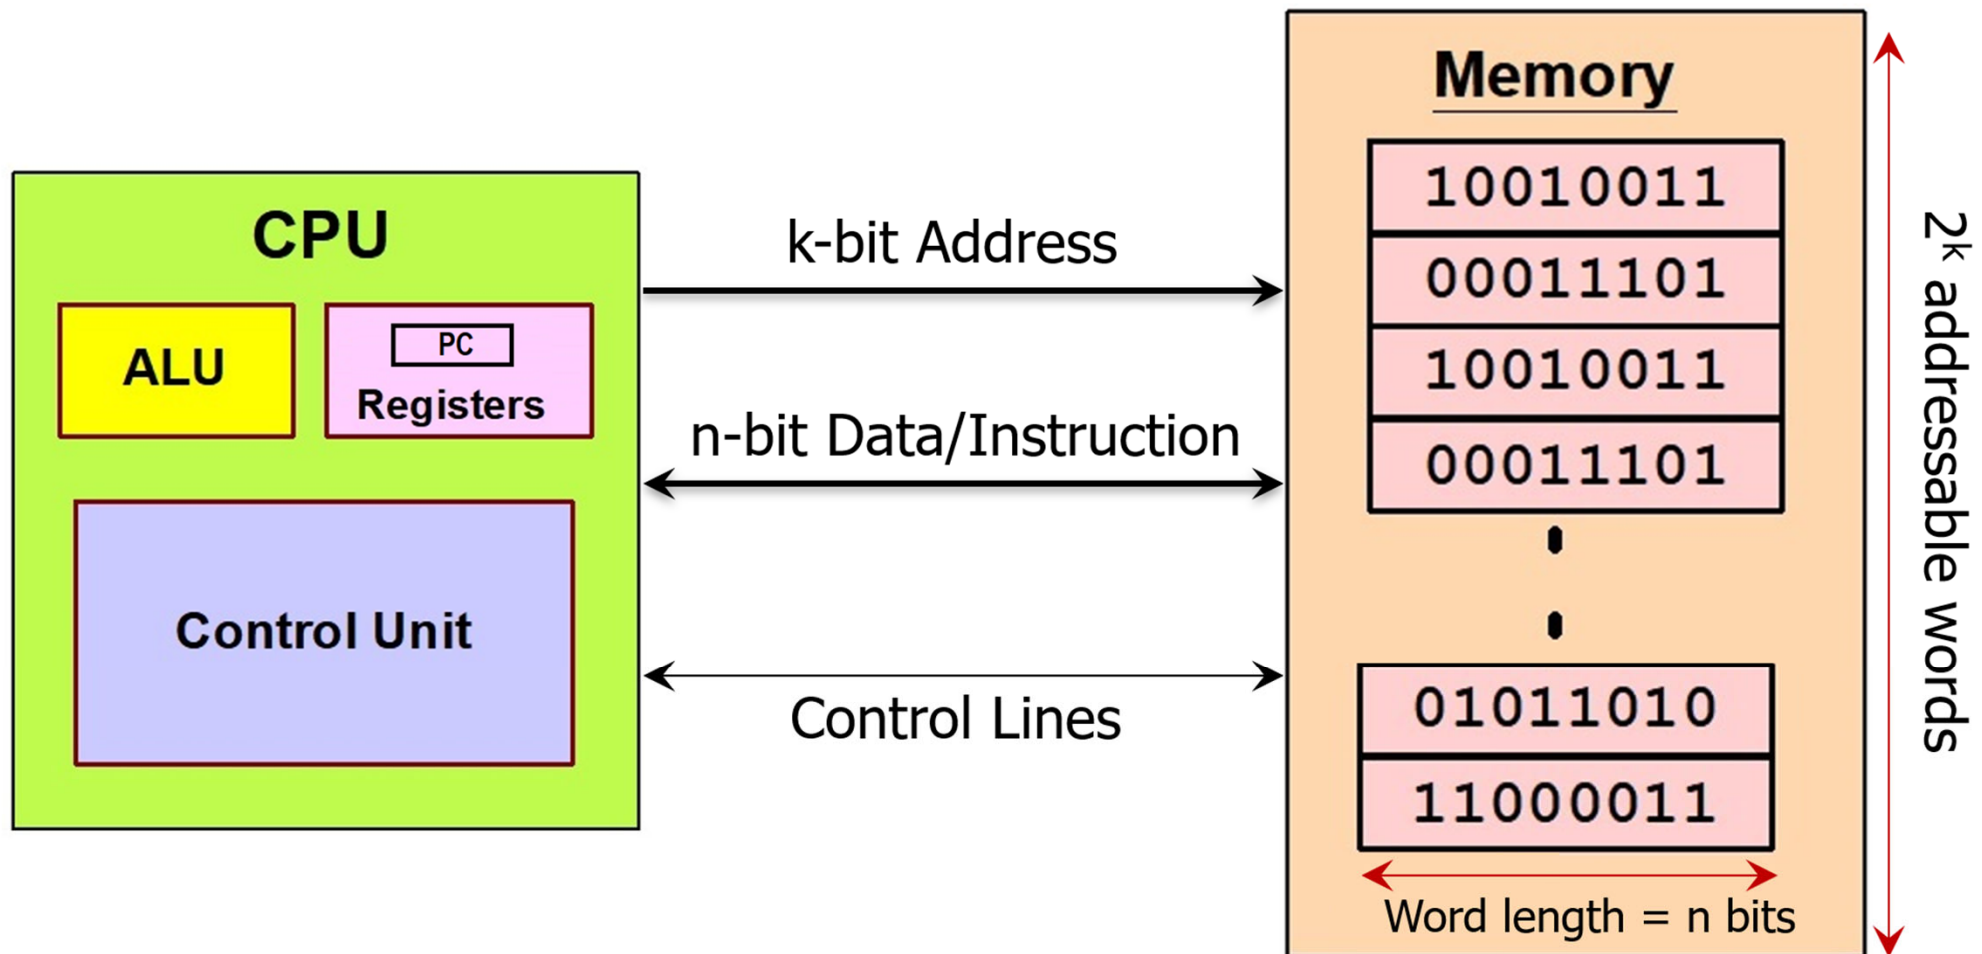 CPU
ALU
PC
Registers
Control Unit
k-bit Address
n-bit Data/Instruction
Control Lines
Memory
10010011
00011101
10010011
00011101
01011010
11000011
Word length = n bits
2ᵏ addressable words